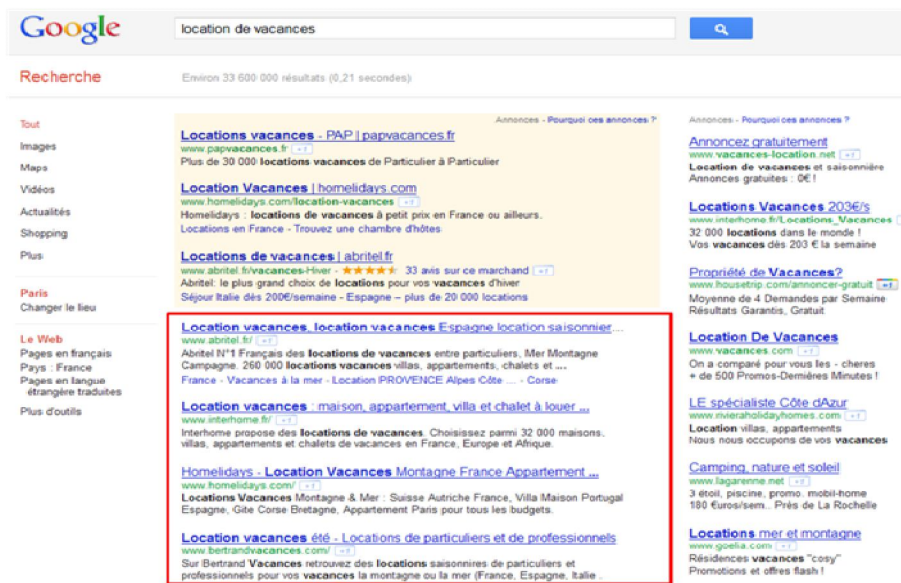 Google
location de vacances
Recherche
Environ 33 600 000 résultats (0,21 secondes)
Tout
Images
Maps
Vidéos
Actualités
Shopping
Plus
Paris
Changer le lieu
Le Web
Pages en français
Pays : France
Pages en langue
étrangère traduites
Plus d'outils
Annonces - Pourquoi ces annonces ?
Locations vacances - PAP | papvacances.fr
www.papvacances.fr +1
Plus de 30 000 locations vacances de Particulier à Particulier
Location Vacances | homelidays.com
www.homelidays.com/location-vacances +1
Homelidays : locations de vacances à petit prix en France ou ailleurs.
Locations en France - Trouvez une chambre d'hôtes
Locations de vacances | abritel.fr
www.abritel.fr/vacances-Hiver - ★★★★★ 33 avis sur ce marchand +1
Abritel: le plus grand choix de locations pour vos vacances d'hiver
Séjour Italie dès 200€/semaine - Espagne – plus de 20 000 locations
Location vacances, location vacances Espagne location saisonnier ...
www.abritel.fr/ +1
Abritel N°1 Français des locations de vacances entre particuliers, Mer Montagne
Campagne. 260 000 locations vacances villas, appartements, chalets et ...
France - Vacances à la mer - Location PROVENCE Alpes Côte ... - Corse
Location vacances : maison, appartement, villa et chalet à louer ...
www.interhome.fr/ +1
Interhome propose des locations de vacances. Choisissez parmi 32 000 maisons,
villas, appartements et chalets de vacances en France, Europe et Afrique.
Homelidays - Location Vacances Montagne France Appartement ...
www.homelidays.com/ +1
Locations Vacances Montagne & Mer : Suisse Autriche France, Villa Maison Portugal
Espagne, Gite Corse Bretagne, Appartement Paris pour tous les budgets.
Location vacances été - Locations de particuliers et de professionnels
www.bertrandvacances.com/ +1
Sur Bertrand Vacances retrouvez des locations saisonnieres de particuliers et
professionnels pour vos vacances la montagne ou la mer (France, Espagne, Italie .
Annonces - Pourquoi ces annonces ?
Annoncez gratuitement
www.vacances-location.net +1
Location de vacances et saisonnière
Annonces gratuites : 0€ !
Locations Vacances 203€/s
www.interhome.fr/Locations_Vacances
32 000 locations dans le monde !
Vos vacances dès 203 € la semaine
Propriété de Vacances?
www.housetrip.com/annoncer-gratuit +1
Moyenne de 4 Demandes par Semaine
Résultats Garantis, Gratuit
Location De Vacances
www.vacances.com +1
On a comparé pour vous les - cheres
+ de 500 Promos-Dernières Minutes !
LE spécialiste Côte dAzur
www.rivieraholidayhomes.com +1
Location villas, appartements
Nous nous occupons de vos vacances
Camping, nature et soleil
www.lagarenne.net +1
3 étoil, piscine, promo. mobil-home
180 €uros/sem.. Près de La Rochelle
Locations mer et montagne
www.goelia.com +1
Résidences vacances "cosy"
Promotions et offres flash !